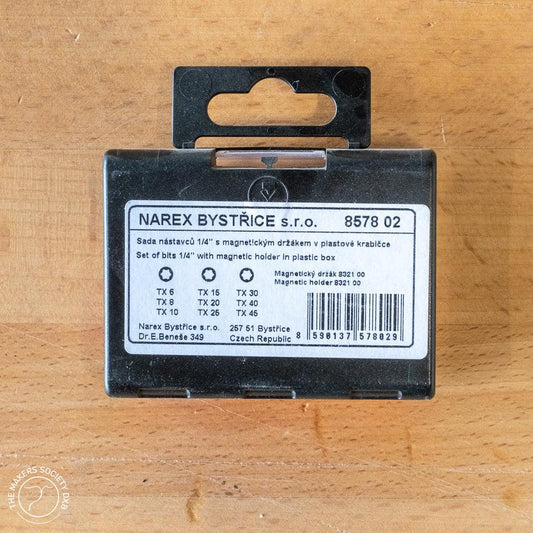 NAREX BYSTŘICE s.r.o. 8578 02
Sada nástavců 1/4" s magnetickým držákem v plastové krabičce
Set of bits 1/4" with magnetic holder in plastic box
TX 6 TX 15 TX 30
TX 8 TX 20 TX 40
TX 10 TX 25 TX 45
Magnetický držák 8321 00
Magnetic holder 8321 00
Narex Bystřice s.r.o. 257 51 Bystřice
Dr.E.Beneše 349 Czech Republic
8 590137 578029
THE MAKERS SOCIETY DXB